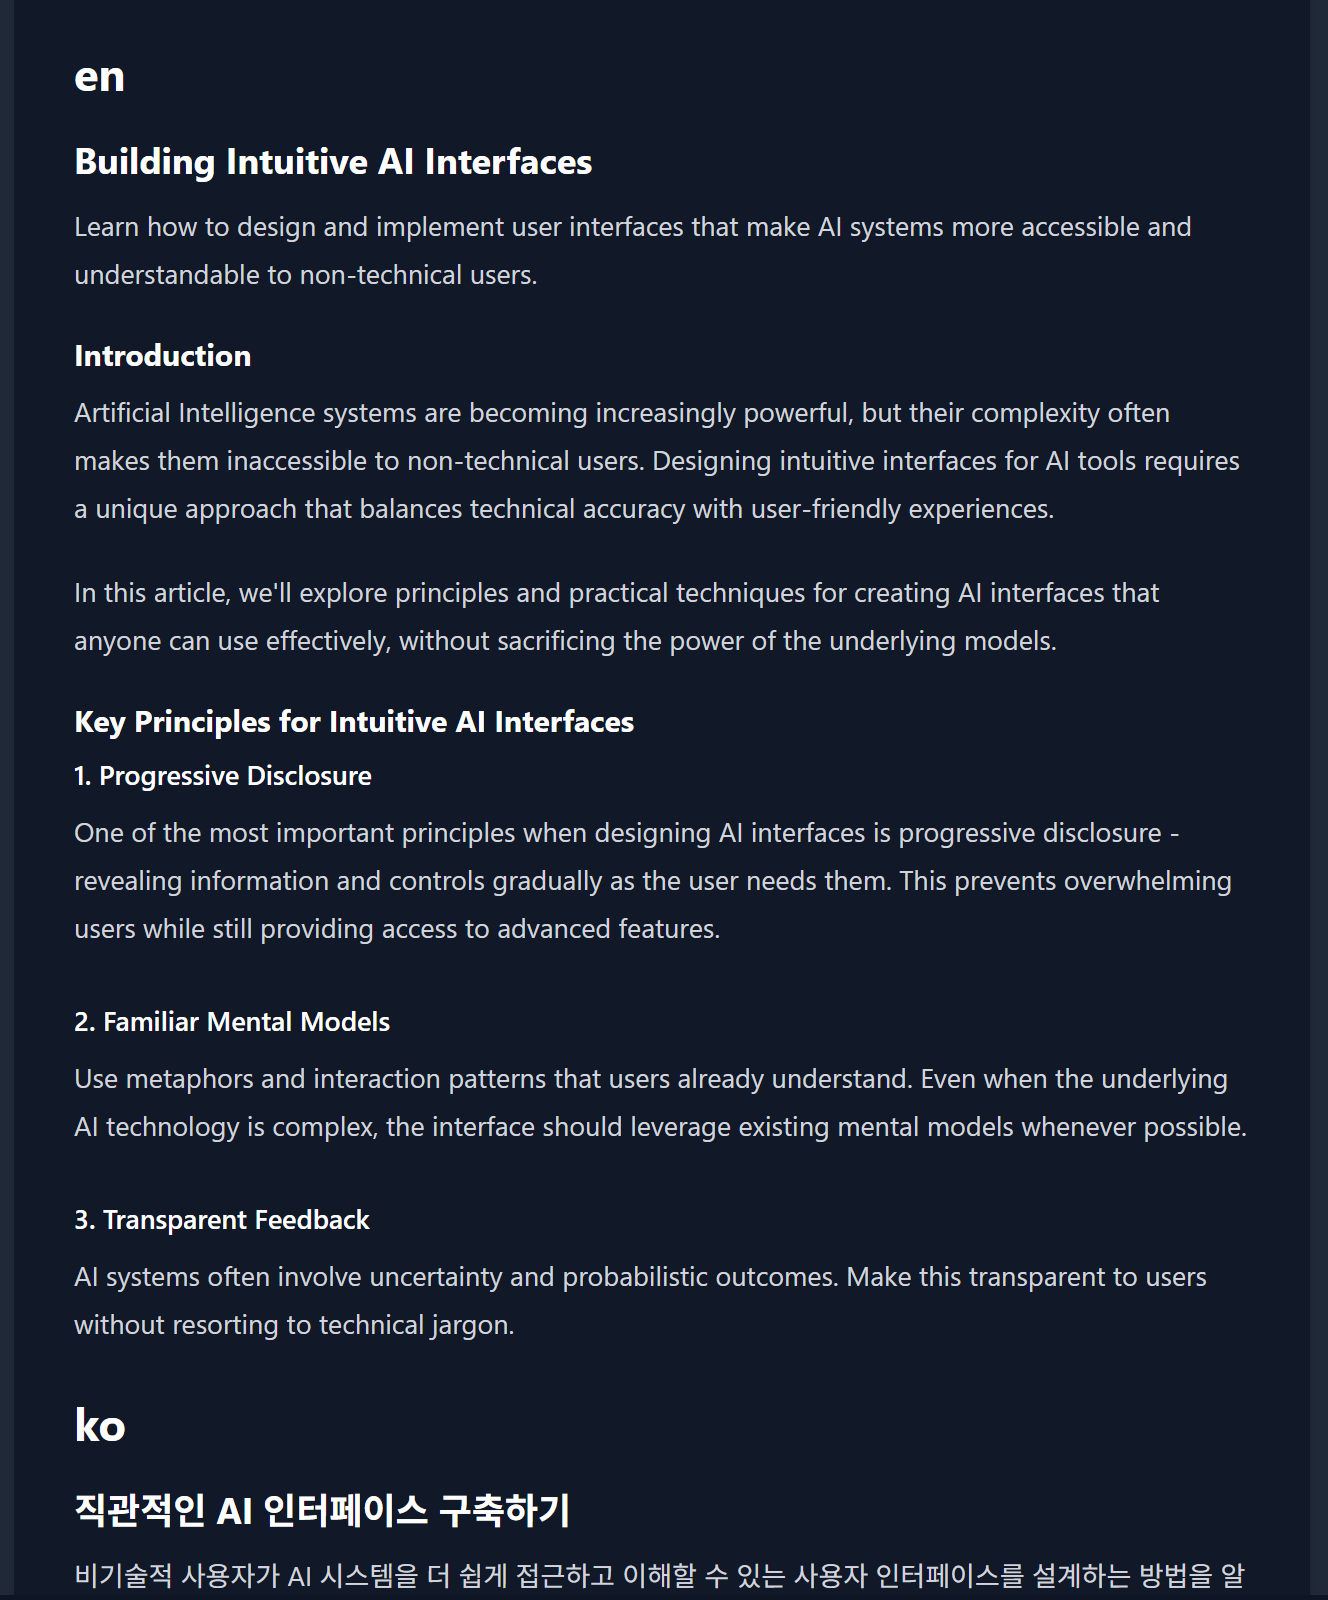 en
Building Intuitive AI Interfaces
Learn how to design and implement user interfaces that make AI systems more accessible and
understandable to non-technical users.
Introduction
Artificial Intelligence systems are becoming increasingly powerful, but their complexity often
makes them inaccessible to non-technical users. Designing intuitive interfaces for AI tools requires
a unique approach that balances technical accuracy with user-friendly experiences.
In this article, we'll explore principles and practical techniques for creating AI interfaces that
anyone can use effectively, without sacrificing the power of the underlying models.
Key Principles for Intuitive AI Interfaces
1. Progressive Disclosure
One of the most important principles when designing AI interfaces is progressive disclosure -
revealing information and controls gradually as the user needs them. This prevents overwhelming
users while still providing access to advanced features.
2. Familiar Mental Models
Use metaphors and interaction patterns that users already understand. Even when the underlying
AI technology is complex, the interface should leverage existing mental models whenever possible.
3. Transparent Feedback
AI systems often involve uncertainty and probabilistic outcomes. Make this transparent to users
without resorting to technical jargon.
ko
직관적인 AI 인터페이스 구축하기
비기술적 사용자가 AI 시스템을 더 쉽게 접근하고 이해할 수 있는 사용자 인터페이스를 설계하는 방법을 알